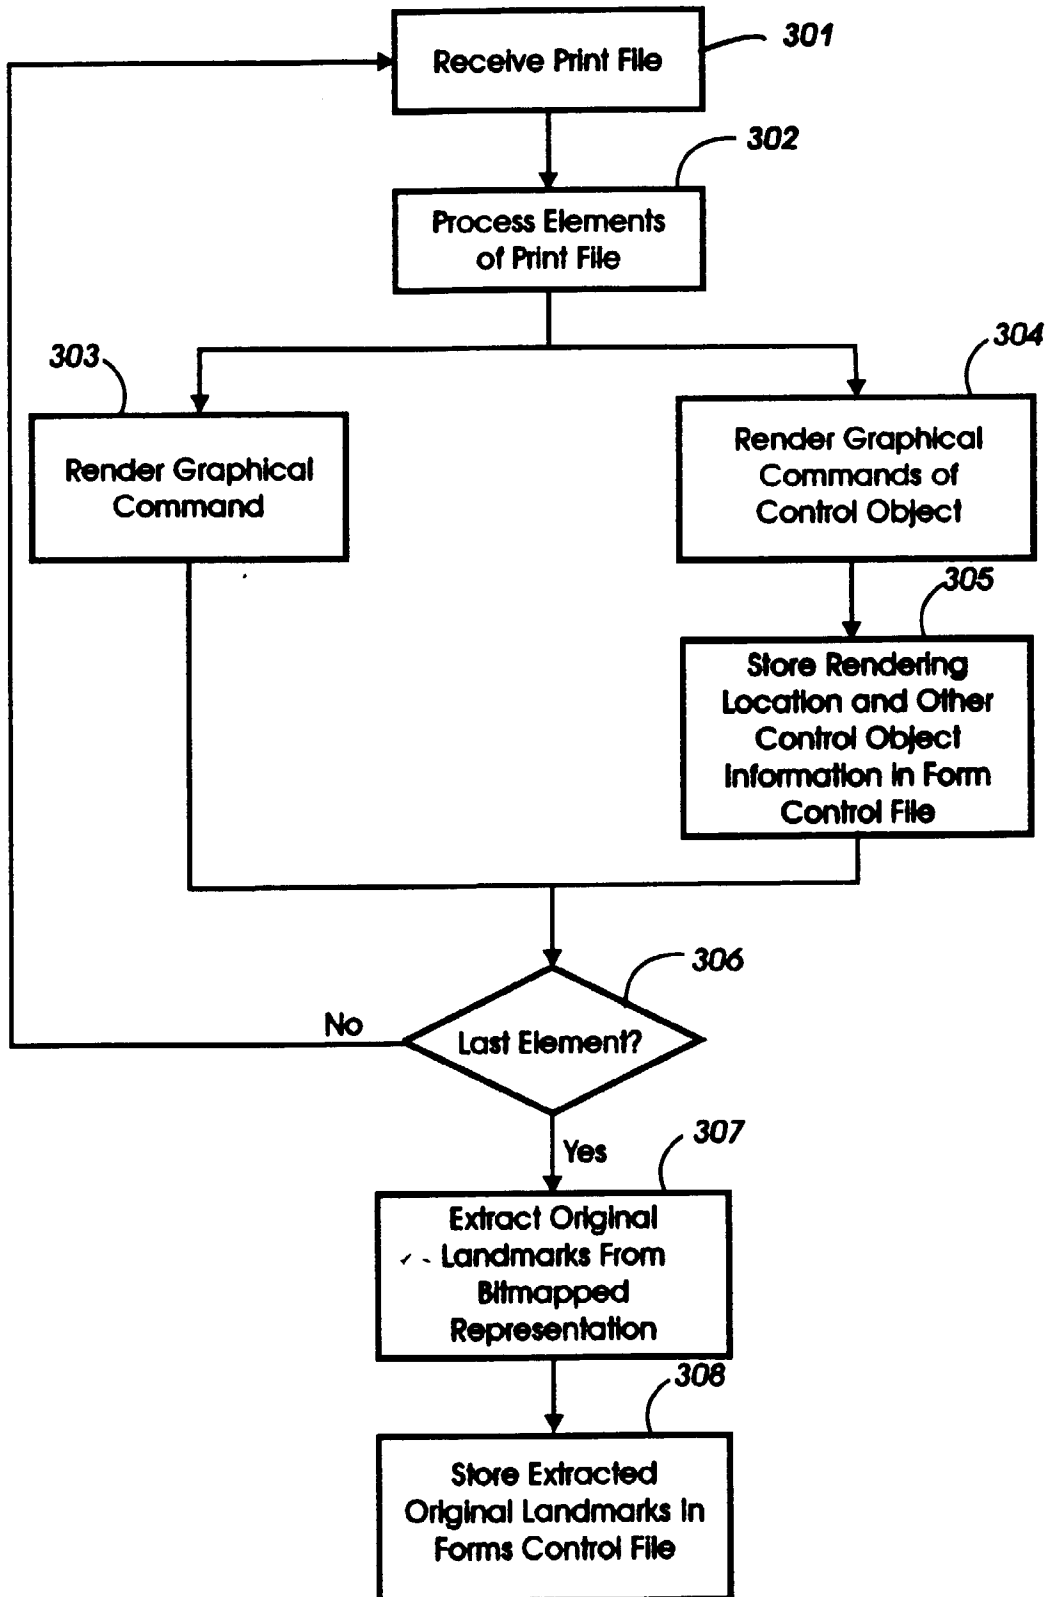 301
Receive Print File
302
Process Elements
of Print File
303
304
Render Graphical
Command
Render Graphical
Commands of
Control Object
305
Store Rendering
Location and Other
Control Object
Information in Form
Control File
306
No
Last Element?
307
Yes
Extract Original
Landmarks From
Bitmapped
Representation
308
Store Extracted
Original Landmarks in
Forms Control File